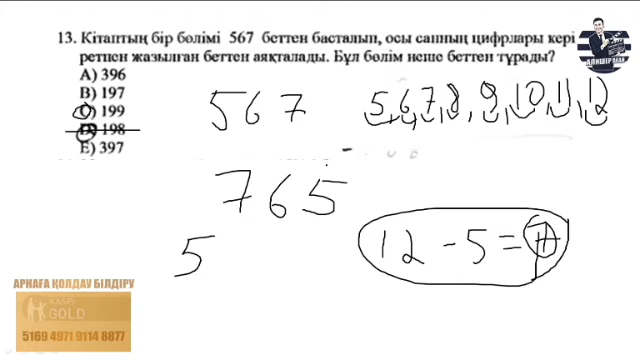 13. Кітаптың бір бөлімі 567 беттен басталып, осы санның цифрлары кері
ретпен жазылған беттен аяқталады. Бұл бөлім неше беттен тұрады?
A) 396
B) 197
C) 199
D) 198
E) 397
567
5, 6, 7, 8, 9, 10, 11, 12
765
12 - 5 = 7
5
АРНАҒА ҚОЛДАУ БІЛДІРУ
KASPI
GOLD
5169 4971 9114 8877
АЛИШЕР АҒАЙ